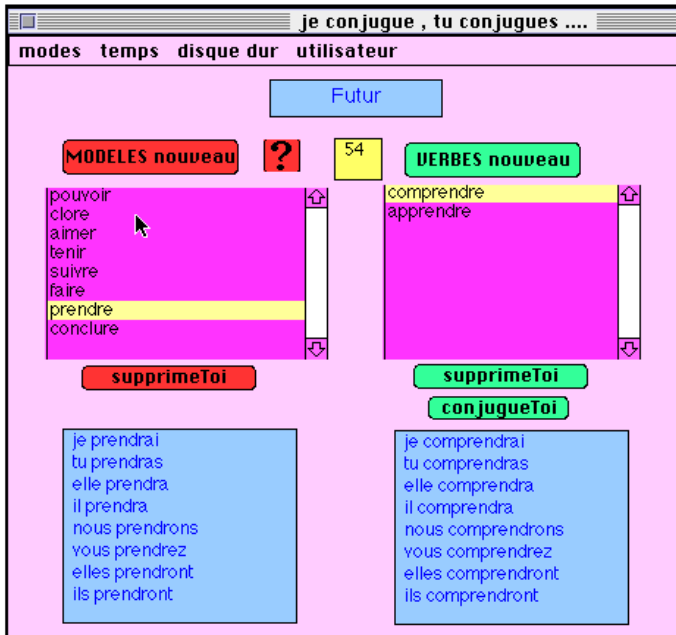 je conjugue , tu conjugues ....
modes temps disque dur utilisateur
Futur
MODELES nouveau
?
54
VERBES nouveau
pouvoir
clore
aimer
tenir
suivre
faire
prendre
conclure
comprendre
apprendre
supprimeToi
supprimeToi
conjugueToi
je prendrai
tu prendras
elle prendra
il prendra
nous prendrons
vous prendrez
elles prendront
ils prendront
je comprendrai
tu comprendras
elle comprendra
il comprendra
nous comprendrons
vous comprendrez
elles comprendront
ils comprendront